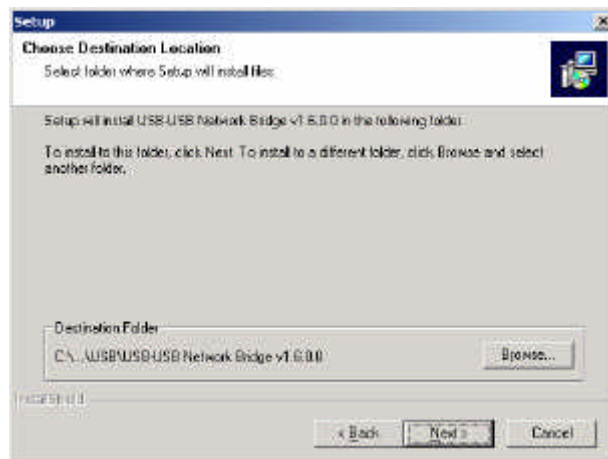 Setup
Choose Destination Location
Select folder where Setup will install files.
Setup will install USB-USB Network Bridge v1.6.0.0 in the following folder.
To install to this folder, click Next. To install to a different folder, click Browse and select
another folder.
Destination Folder
C:\...\USB\USB-USB Network Bridge v1.6.0.0
Browse...
InstallShield
< Back
Next >
Cancel